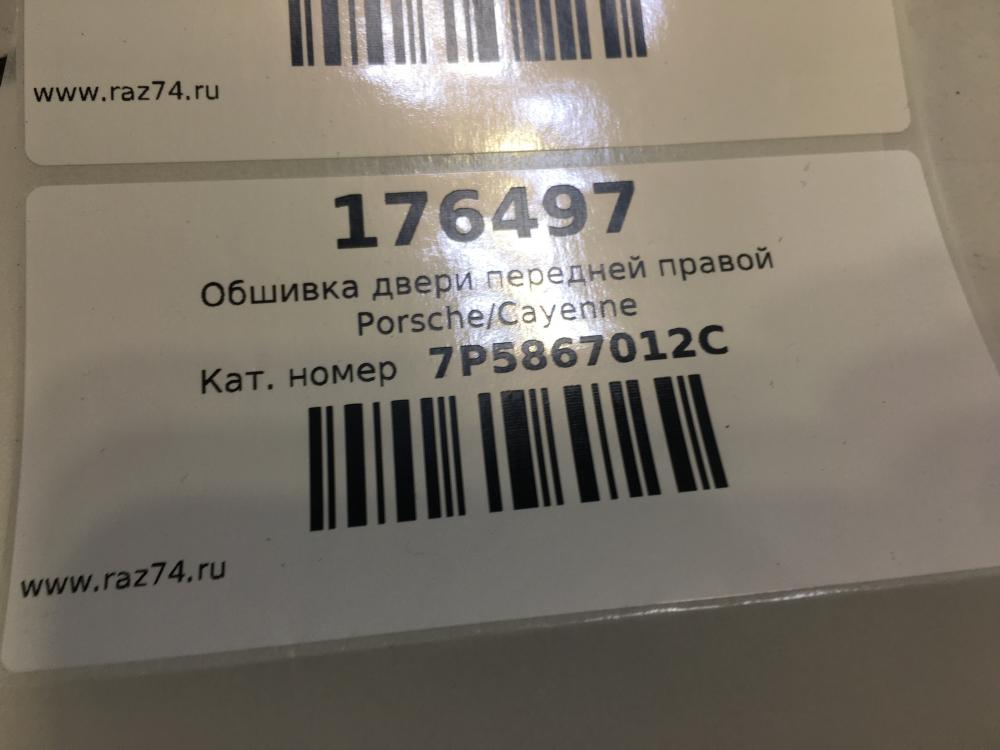 www.raz74.ru
176497
Обшивка двери передней правой
Porsche/Cayenne
Кат. номер 7P5867012C
www.raz74.ru